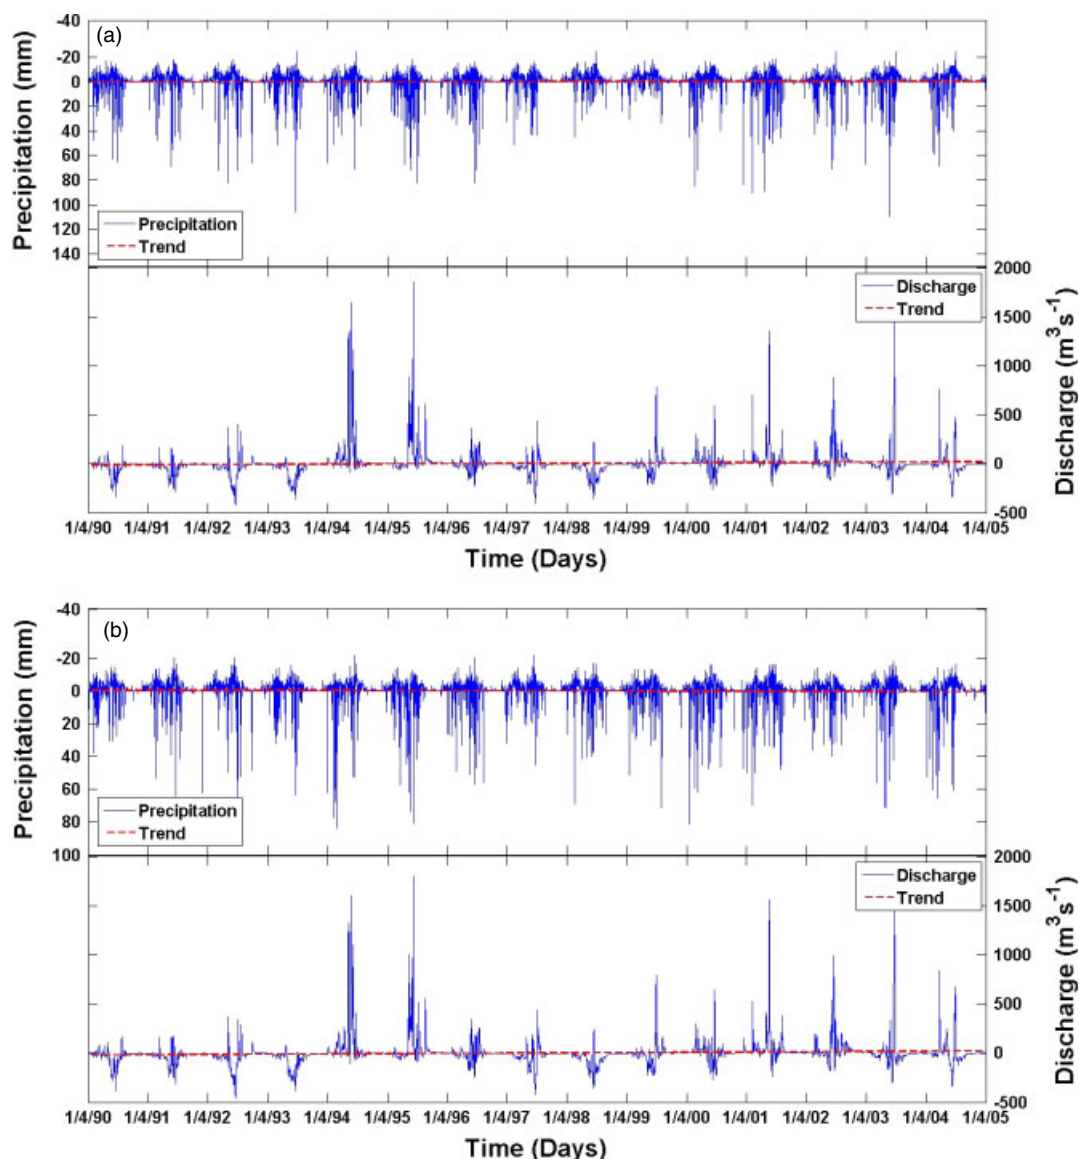 (a)
Precipitation (mm)
-40
-20
0
20
40
60
80
100
120
140
Precipitation
Trend
2000
1500
1000
500
0
-500
Discharge (m³s⁻¹)
Discharge
Trend
1/4/90 1/4/91 1/4/92 1/4/93 1/4/94 1/4/95 1/4/96 1/4/97 1/4/98 1/4/99 1/4/00 1/4/01 1/4/02 1/4/03 1/4/04 1/4/05
Time (Days)
(b)
Precipitation (mm)
-40
-20
0
20
40
60
80
100
Precipitation
Trend
2000
1500
1000
500
0
-500
Discharge (m³s⁻¹)
Discharge
Trend
1/4/90 1/4/91 1/4/92 1/4/93 1/4/94 1/4/95 1/4/96 1/4/97 1/4/98 1/4/99 1/4/00 1/4/01 1/4/02 1/4/03 1/4/04 1/4/05
Time (Days)